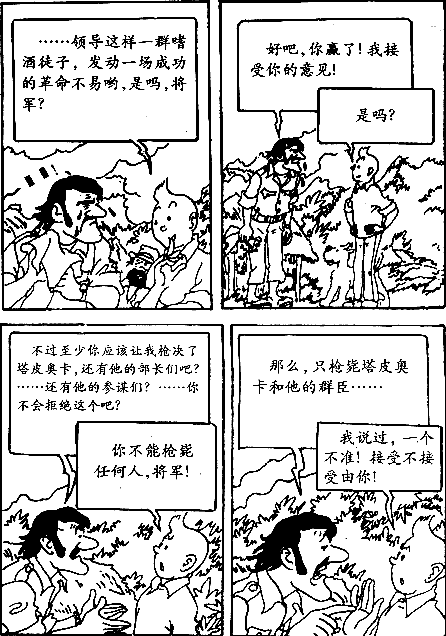 ……领导这样一群嗜
酒徒子，发动一场成功
的革命不易哟，是吗，将
军？
好吧，你赢了！我接
受你的意见！
是吗？
不过至少你应该让我枪决了
塔皮奥卡，还有他的部长们吧？
……还有他的参谋们？……你
不会拒绝这个吧？
你不能枪毙
任何人，将军！
那么，只枪毙塔皮奥
卡和他的群臣……
我说过，一个
不准！接受不接
受由你！